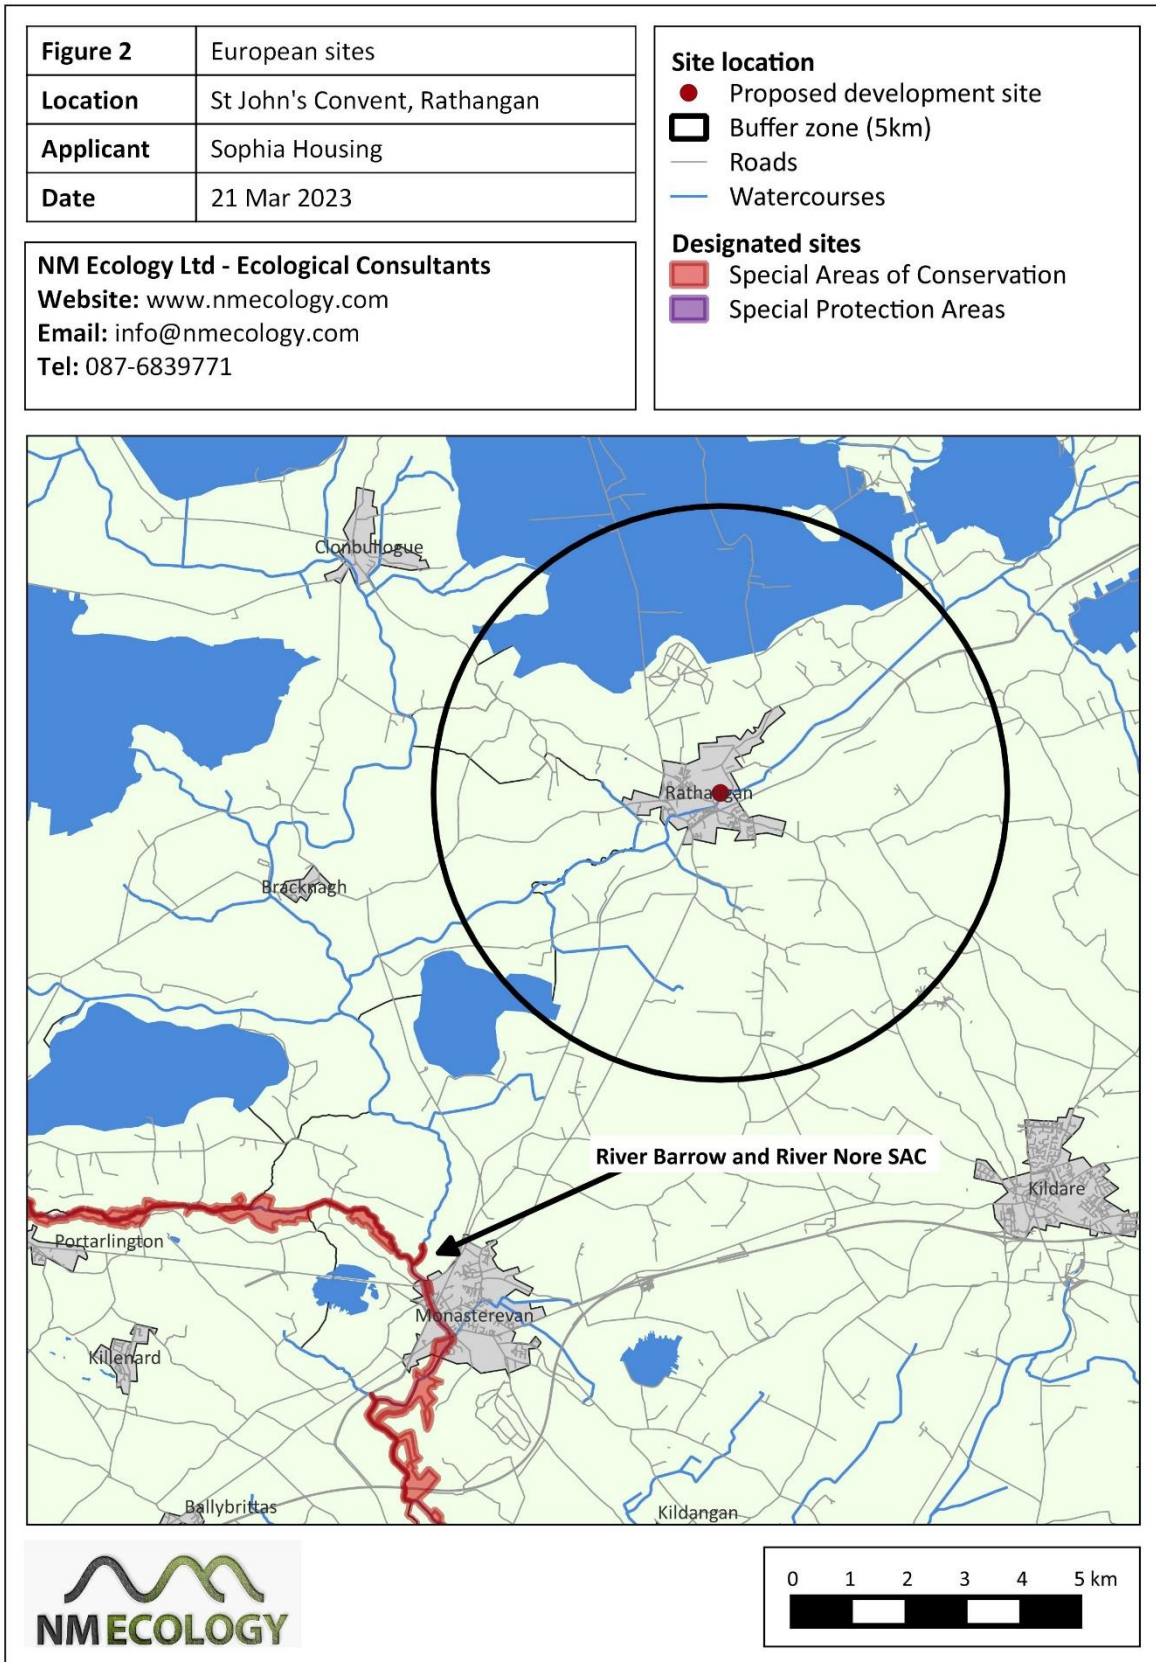 Figure 2 European sites
Location St John's Convent, Rathangan
Applicant Sophia Housing
Date 21 Mar 2023
NM Ecology Ltd - Ecological Consultants
Website: www.nmecology.com
Email: info@nmecology.com
Tel: 087-6839771
Site location
Proposed development site
Buffer zone (5km)
Roads
Watercourses
Designated sites
Special Areas of Conservation
Special Protection Areas
Clonbullogue
Rathangan
Bracknagh
River Barrow and River Nore SAC
Kildare
Portarlington
Monasterevan
Killenard
Ballybrittas
Kildangan
NM ECOLOGY
0 1 2 3 4 5 km